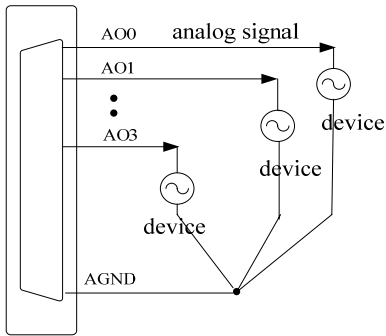 AO0 analog signal
AO1
device
AO3
device
device
AGND